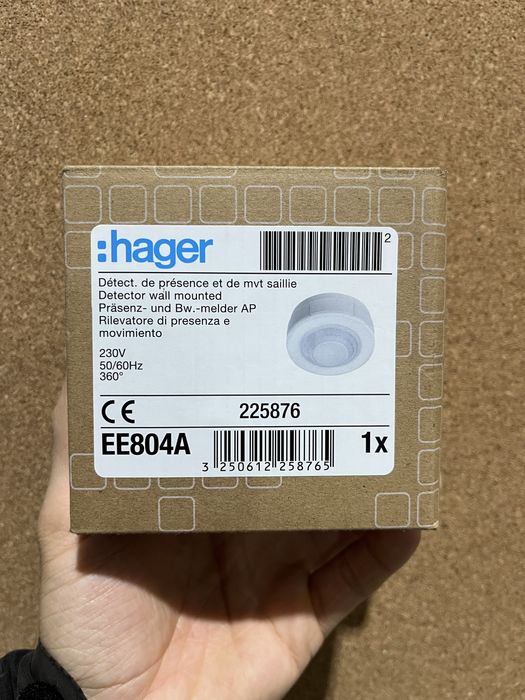 :hager
2
Détect. de présence et de mvt saillie
Detector wall mounted
Präsenz- und Bw.-melder AP
Rilevatore di presenza e
movimiento
230V
50/60Hz
360°
CE 225876
EE804A
3 250612 258765
1x